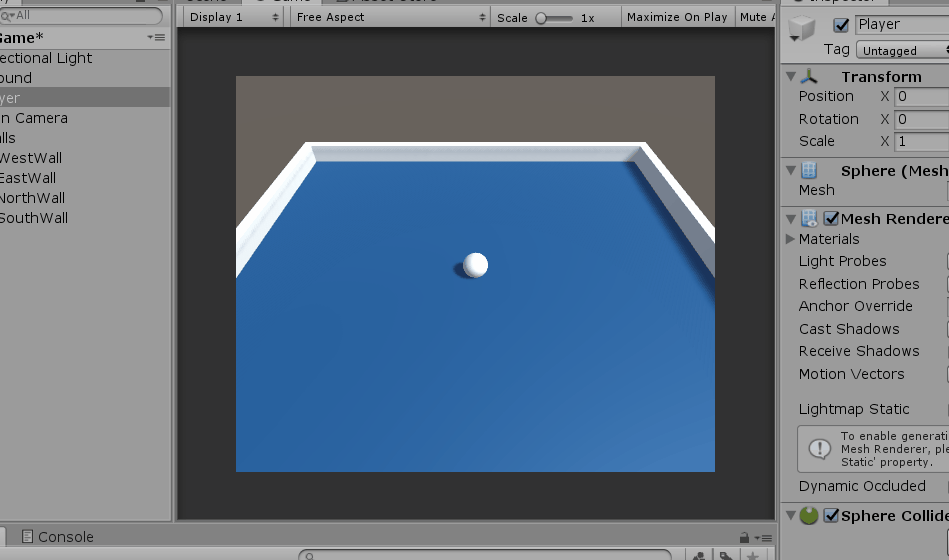 All
Game*
ectional Light
ound
yer
n Camera
lls
WestWall
EastWall
NorthWall
SouthWall
Display 1
Free Aspect
Scale
1x
Maximize On Play
Mute A
Player
Tag
Untagged
Transform
Position X 0
Rotation X 0
Scale X 1
Sphere (Mesh
Mesh
Mesh Rendere
Materials
Light Probes
Reflection Probes
Anchor Override
Cast Shadows
Receive Shadows
Motion Vectors
Lightmap Static
To enable generati
Mesh Renderer, ple
Static' property.
Dynamic Occluded
Sphere Collide
Console